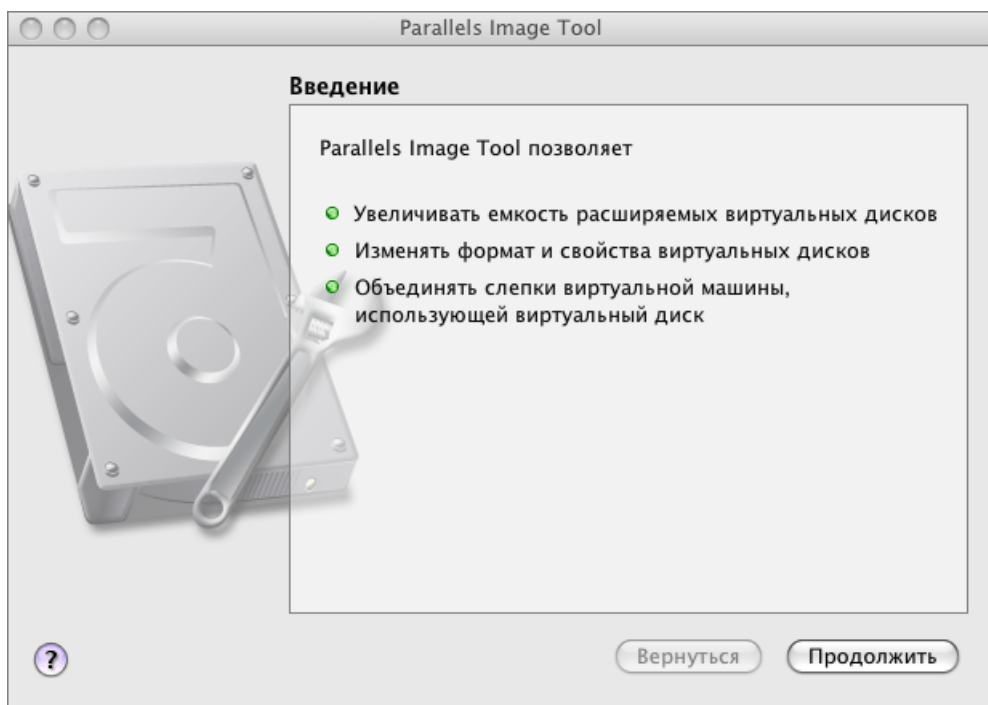 Parallels Image Tool
Введение
Parallels Image Tool позволяет
Увеличивать емкость расширяемых виртуальных дисков
Изменять формат и свойства виртуальных дисков
Объединять слепки виртуальной машины,
использующей виртуальный диск
?
Вернуться
Продолжить